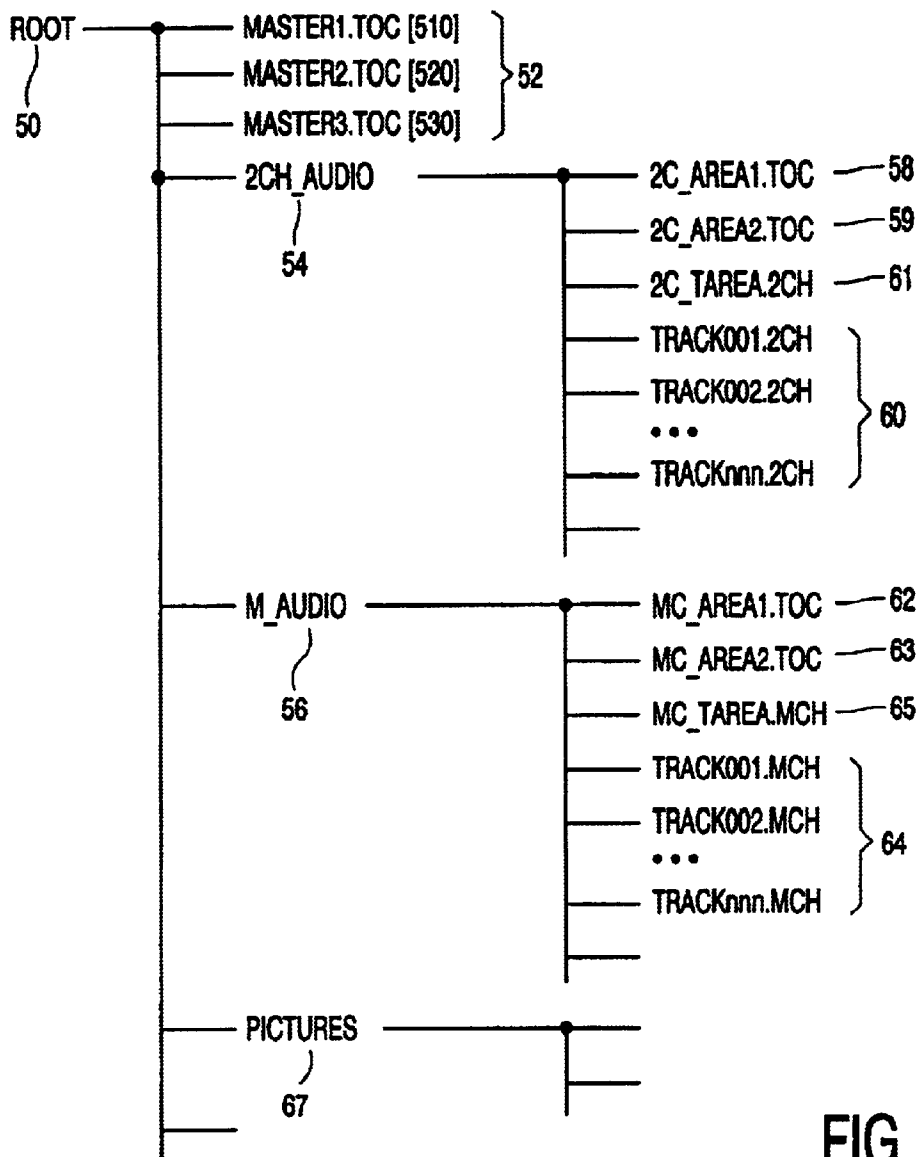 ROOT
50
MASTER1.TOC [510]
MASTER2.TOC [520]
MASTER3.TOC [530]
52
2CH_AUDIO
54
2C_AREA1.TOC 58
2C_AREA2.TOC 59
2C_TAREA.2CH 61
TRACK001.2CH
TRACK002.2CH
•••
TRACKnnn.2CH
60
M_AUDIO
56
MC_AREA1.TOC 62
MC_AREA2.TOC 63
MC_TAREA.MCH 65
TRACK001.MCH
TRACK002.MCH
•••
TRACKnnn.MCH
64
PICTURES
67
FIG